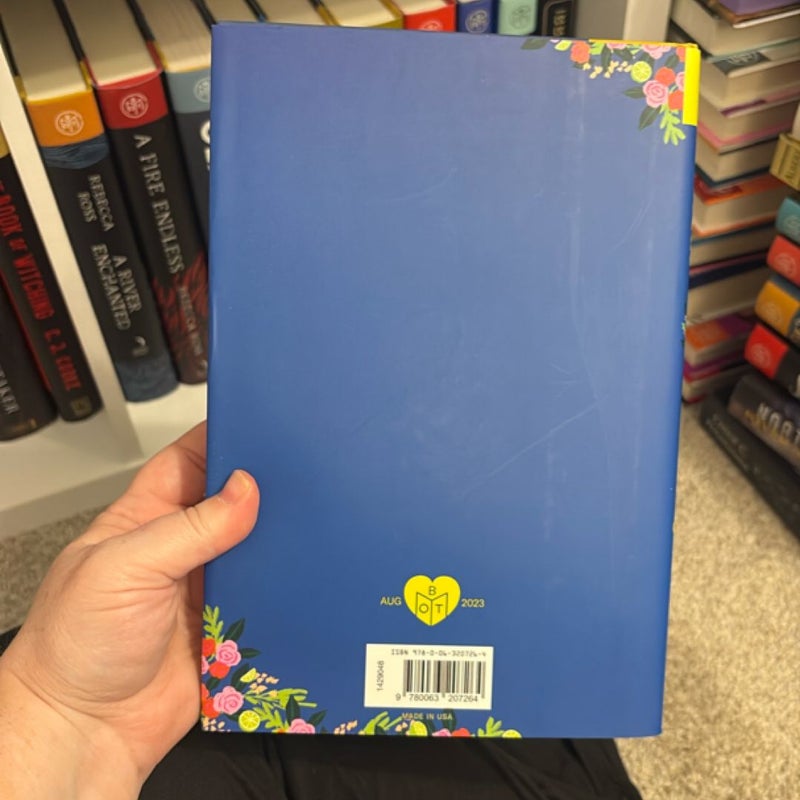 BOOK OF WITCHING
C. J. COOKE
REBECCA
ROSS
A RIVER
ENCHANTED
A FIRE ENDLESS
AUG
B
O T
2023
ISBN 978-0-06-320726-4
1429048
9 780063 207264
MADE IN USA